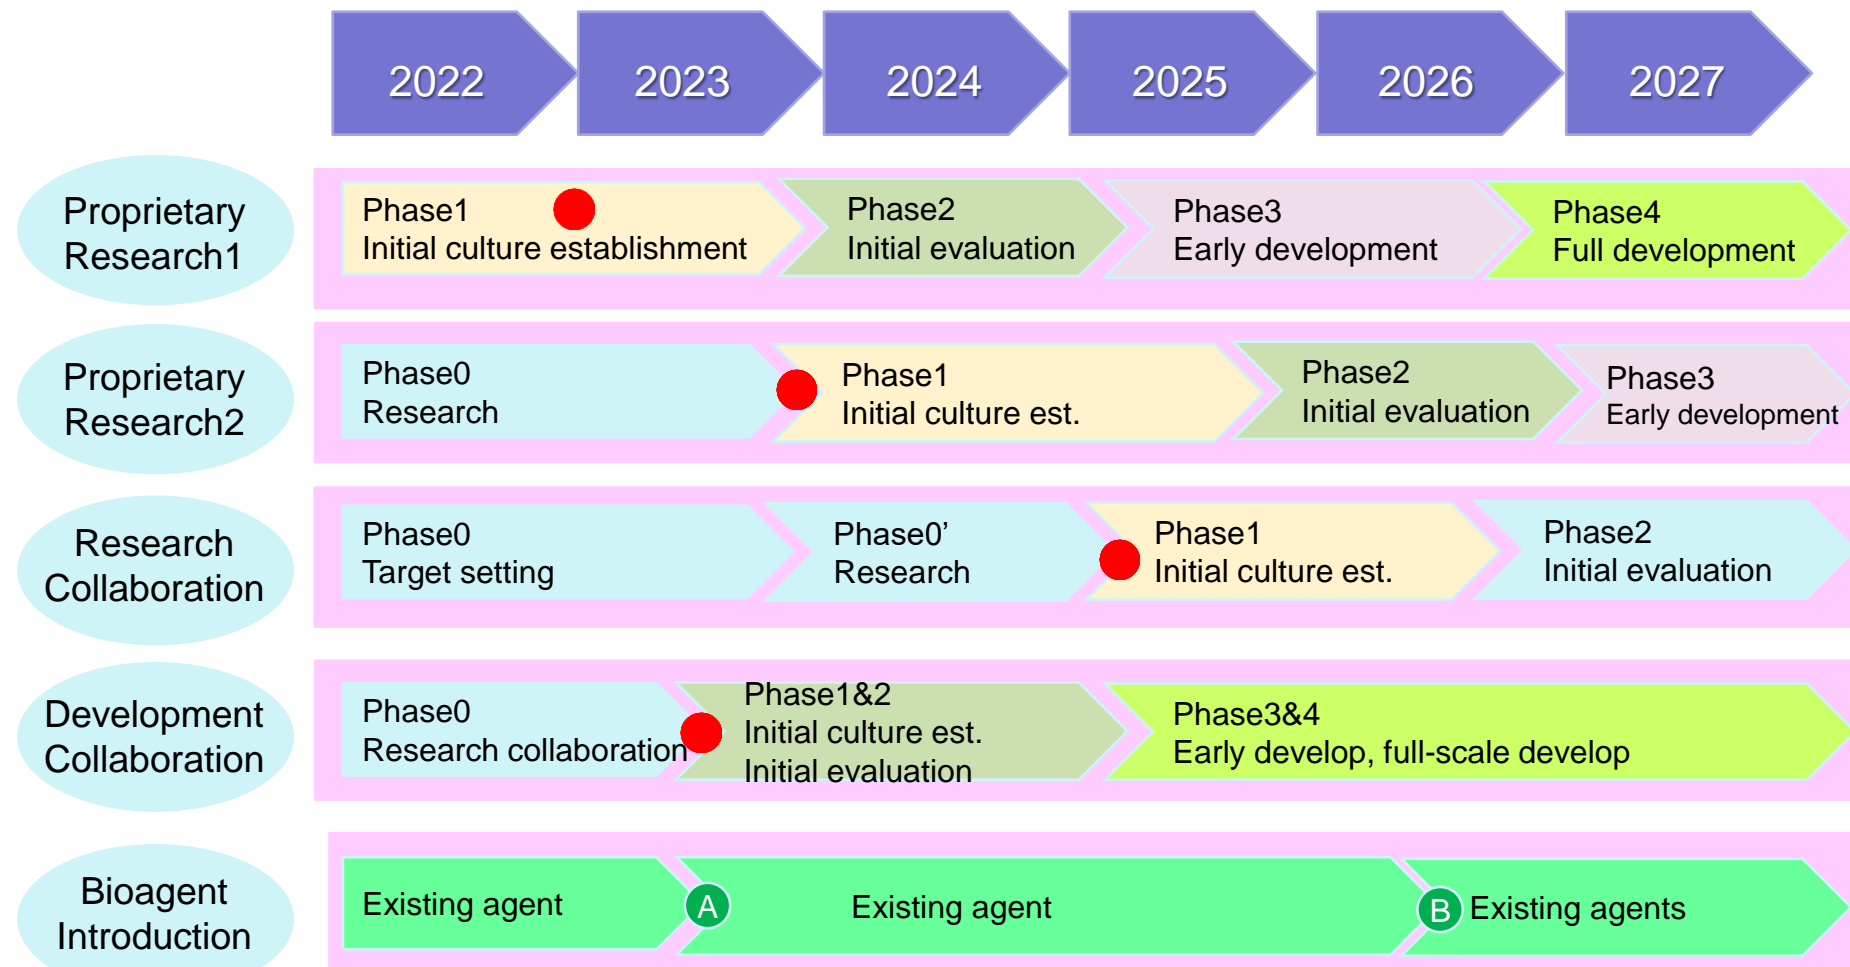 2022
2023
2024
2025
2026
2027
Proprietary
Research1
Phase1
Initial culture establishment
Phase2
Initial evaluation
Phase3
Early development
Phase4
Full development
Proprietary
Research2
Phase0
Research
Phase1
Initial culture est.
Phase2
Initial evaluation
Phase3
Early development
Research
Collaboration
Phase0
Target setting
Phase0’
Research
Phase1
Initial culture est.
Phase2
Initial evaluation
Development
Collaboration
Phase0
Research collaboration
Phase1&2
Initial culture est.
Initial evaluation
Phase3&4
Early develop, full-scale develop
Bioagent
Introduction
Existing agent
A
Existing agent
B
Existing agents